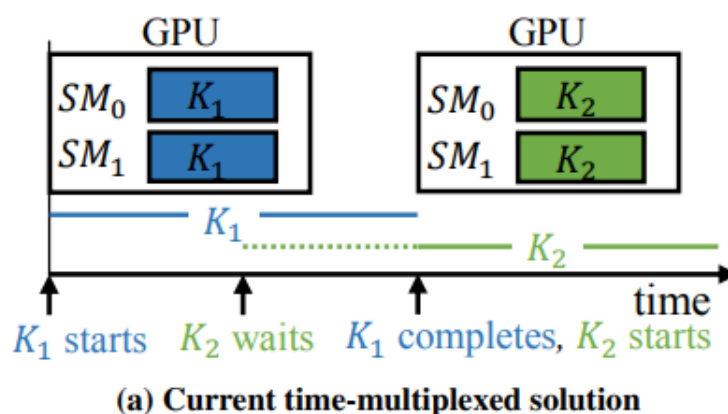 GPU GPU
SM₀ K₁ SM₀ K₂
SM₁ K₁ SM₁ K₂
K₁
K₂
time
K₁ starts K₂ waits K₁ completes, K₂ starts
(a) Current time-multiplexed solution